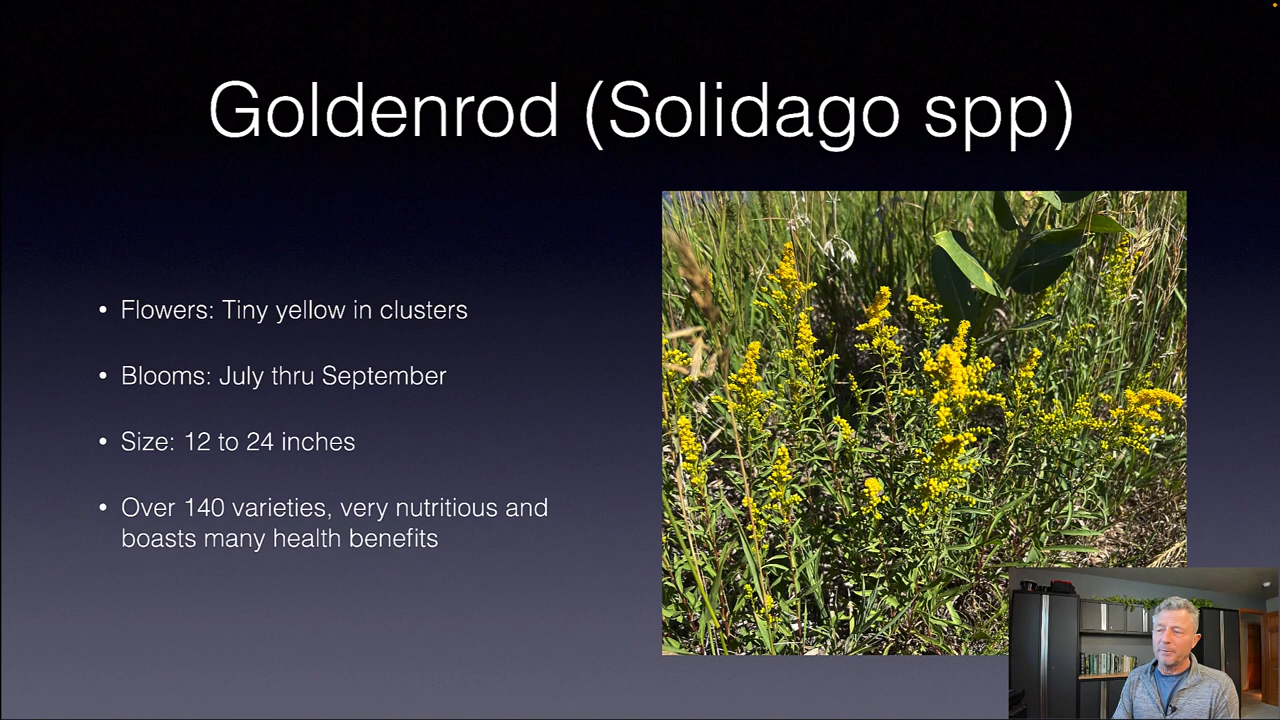 Goldenrod (Solidago spp)
• Flowers: Tiny yellow in clusters
• Blooms: July thru September
• Size: 12 to 24 inches
• Over 140 varieties, very nutritious and
boasts many health benefits